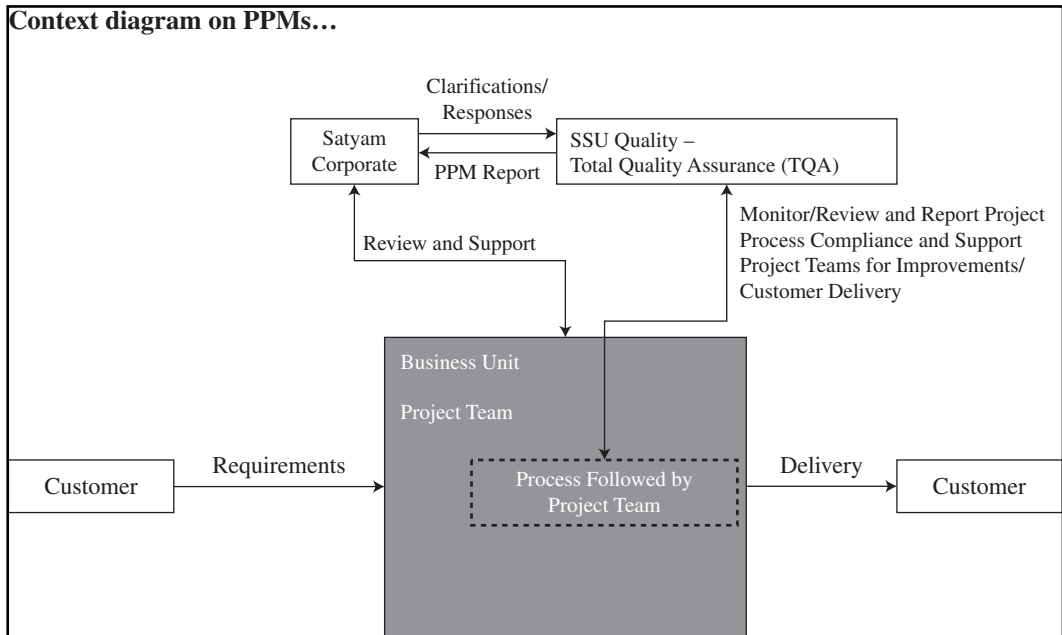 Context diagram on PPMs…
Clarifications/
Responses
Satyam
Corporate
SSU Quality –
Total Quality Assurance (TQA)
PPM Report
Monitor/Review and Report Project
Process Compliance and Support
Project Teams for Improvements/
Customer Delivery
Review and Support
Business Unit
Project Team
Customer
Requirements
Process Followed by
Project Team
Delivery
Customer